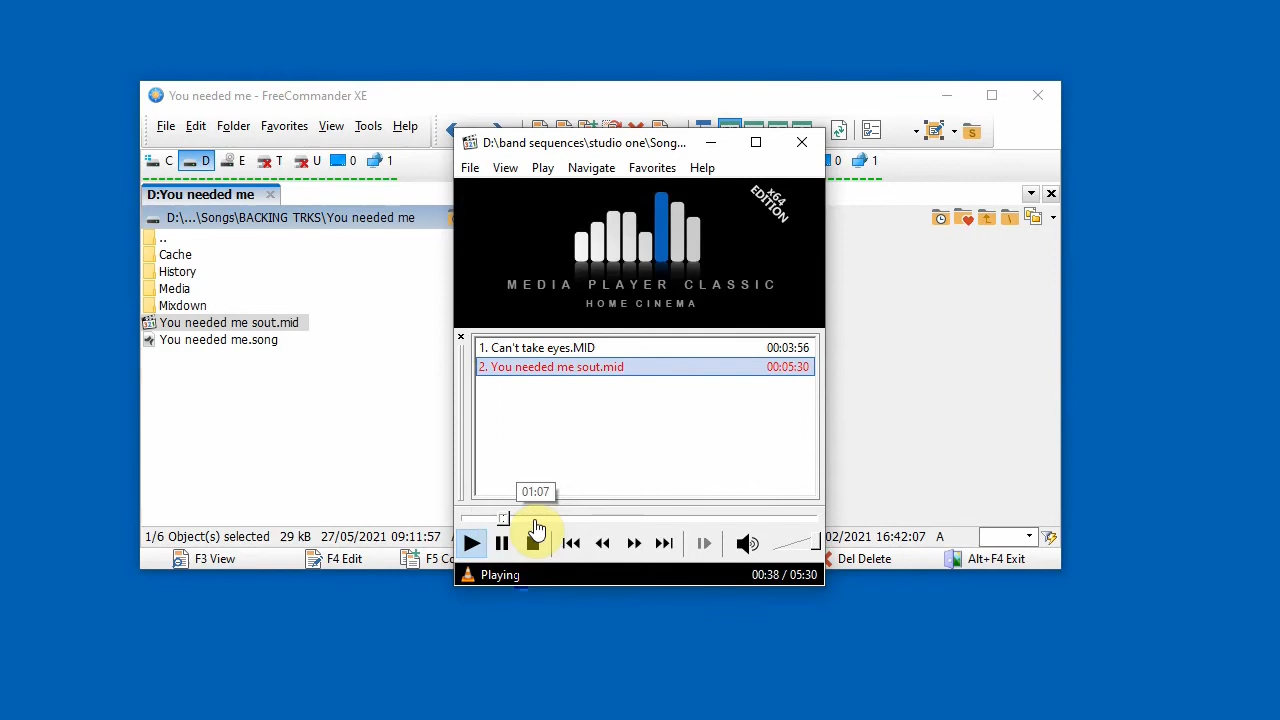 You needed me - FreeCommander XE
File Edit Folder Favorites View Tools Help
C D E T U 0 1
0 1
D:You needed me
D:\...\Songs\BACKING TRKS\You needed me
..
Cache
History
Media
Mixdown
You needed me sout.mid
You needed me.song
1/6 Object(s) selected 29 kB 27/05/2021 09:11:57
02/2021 16:42:07 A
F3 View F4 Edit F5 Co
Del Delete Alt+F4 Exit
D:\band sequences\studio one\Song...
File View Play Navigate Favorites Help
x64
EDITION
MEDIA PLAYER CLASSIC
HOME CINEMA
1. Can't take eyes.MID 00:03:56
2. You needed me sout.mid 00:05:30
01:07
Playing 00:38 / 05:30